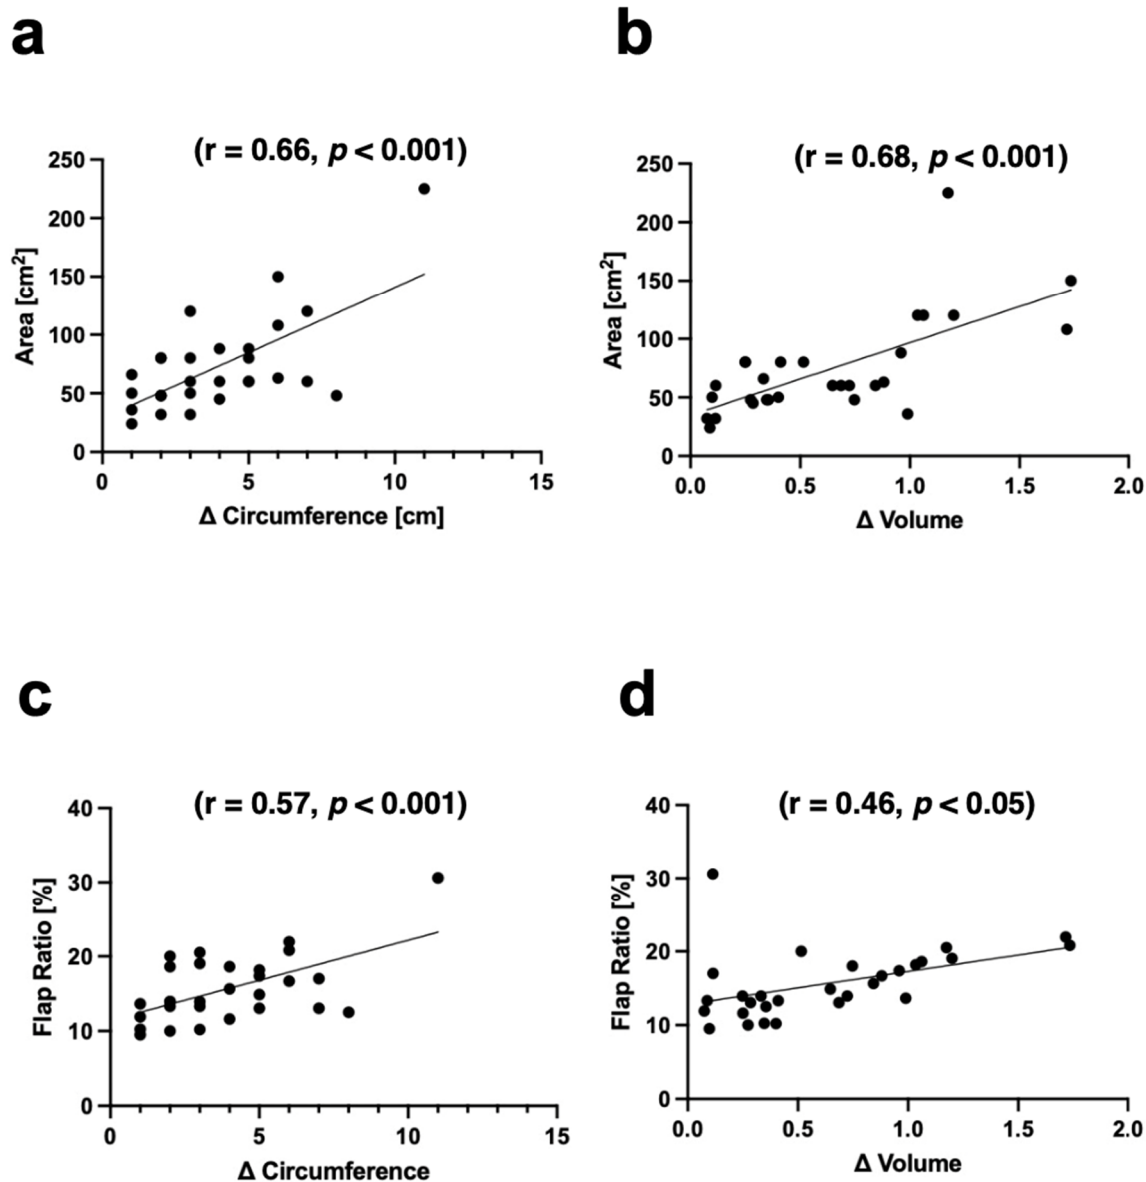 a
(r = 0.66, p < 0.001)
250
200
150
100
50
0
Area [cm²]
0 5 10 15
Δ Circumference [cm]
b
(r = 0.68, p < 0.001)
250
200
150
100
50
0
Area [cm²]
0.0 0.5 1.0 1.5 2.0
Δ Volume
c
(r = 0.57, p < 0.001)
40
30
20
10
0
Flap Ratio [%]
0 5 10 15
Δ Circumference
d
(r = 0.46, p < 0.05)
40
30
20
10
0
Flap Ratio [%]
0.0 0.5 1.0 1.5 2.0
Δ Volume